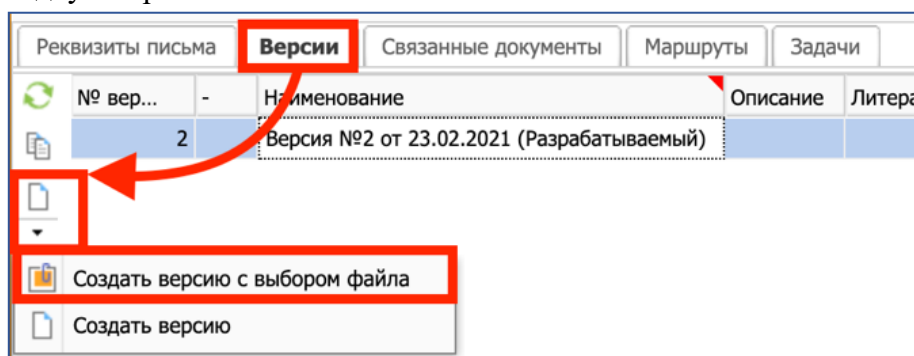 Реквизиты письма Версии Связанные документы Маршруты Задачи
№ вер... - Наименование Описание Литера
2 Версия №2 от 23.02.2021 (Разрабатываемый)
Создать версию с выбором файла
Создать версию